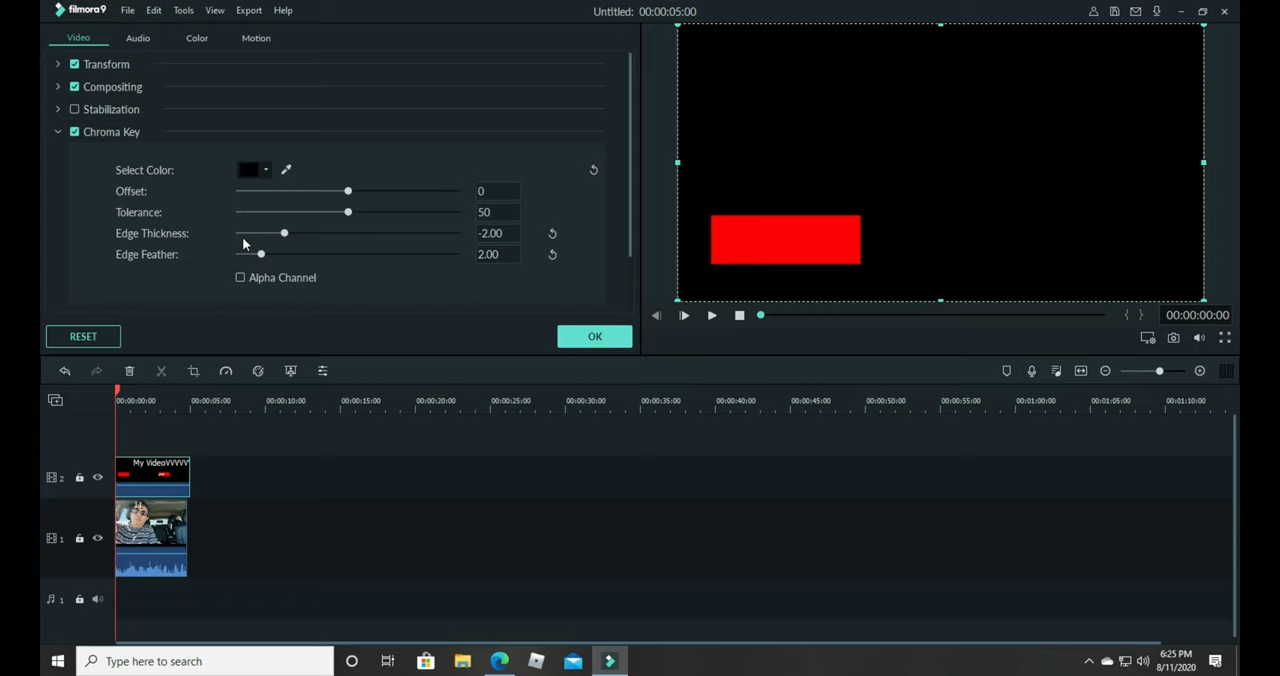 filmora9 File Edit Tools View Export Help Untitled: 00:00:05:00
Video Audio Color Motion
Transform
Compositing
Stabilization
Chroma Key
Select Color:
Offset: 0
Tolerance: 50
Edge Thickness: -2.00
Edge Feather: 2.00
Alpha Channel
RESET OK
00:00:00:00
00:00:00:00 00:00:05:00 00:00:10:00 00:00:15:00 00:00:20:00 00:00:25:00 00:00:30:00 00:00:35:00 00:00:40:00 00:00:45:00 00:00:50:00 00:00:55:00 00:01:00:00 00:01:05:00 00:01:10:00
My VideoVVVVV
2
1
1
Type here to search
6:25 PM
8/11/2020